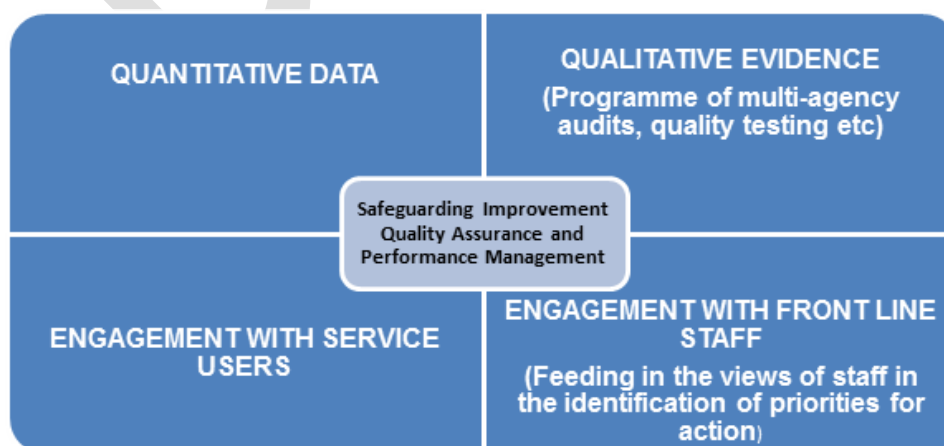 QUANTITATIVE DATA
QUALITATIVE EVIDENCE
(Programme of multi-agency
audits, quality testing etc)
Safeguarding Improvement
Quality Assurance and
Performance Management
ENGAGEMENT WITH SERVICE
USERS
ENGAGEMENT WITH FRONT LINE
STAFF
(Feeding in the views of staff in
the identification of priorities for
action)